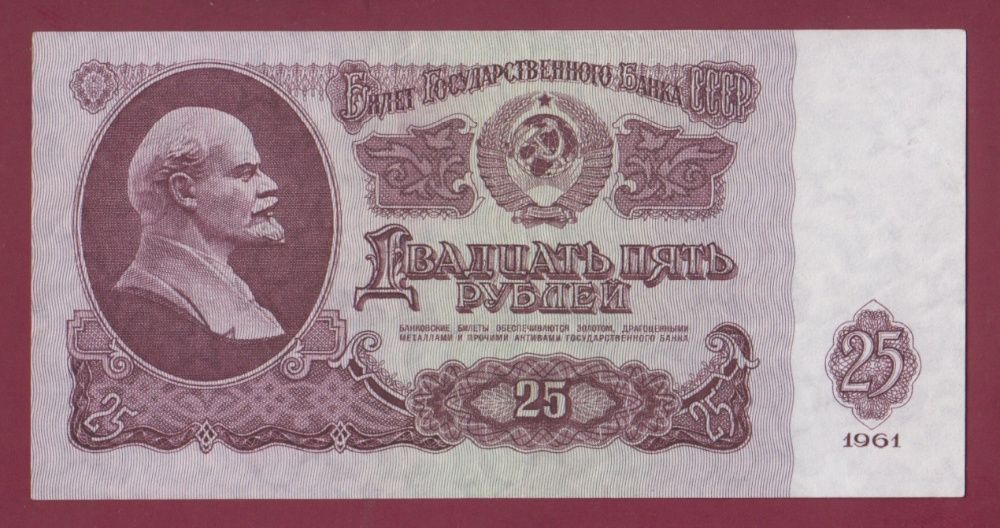 Билет Государственного Банка СССР
Двадцать пять
рублей
БАНКОВСКИЕ БИЛЕТЫ ОБЕСПЕЧИВАЮТСЯ ЗОЛОТОМ, ДРАГОЦЕННЫМИ
МЕТАЛЛАМИ И ПРОЧИМИ АКТИВАМИ ГОСУДАРСТВЕННОГО БАНКА
25
25
25
25
1961